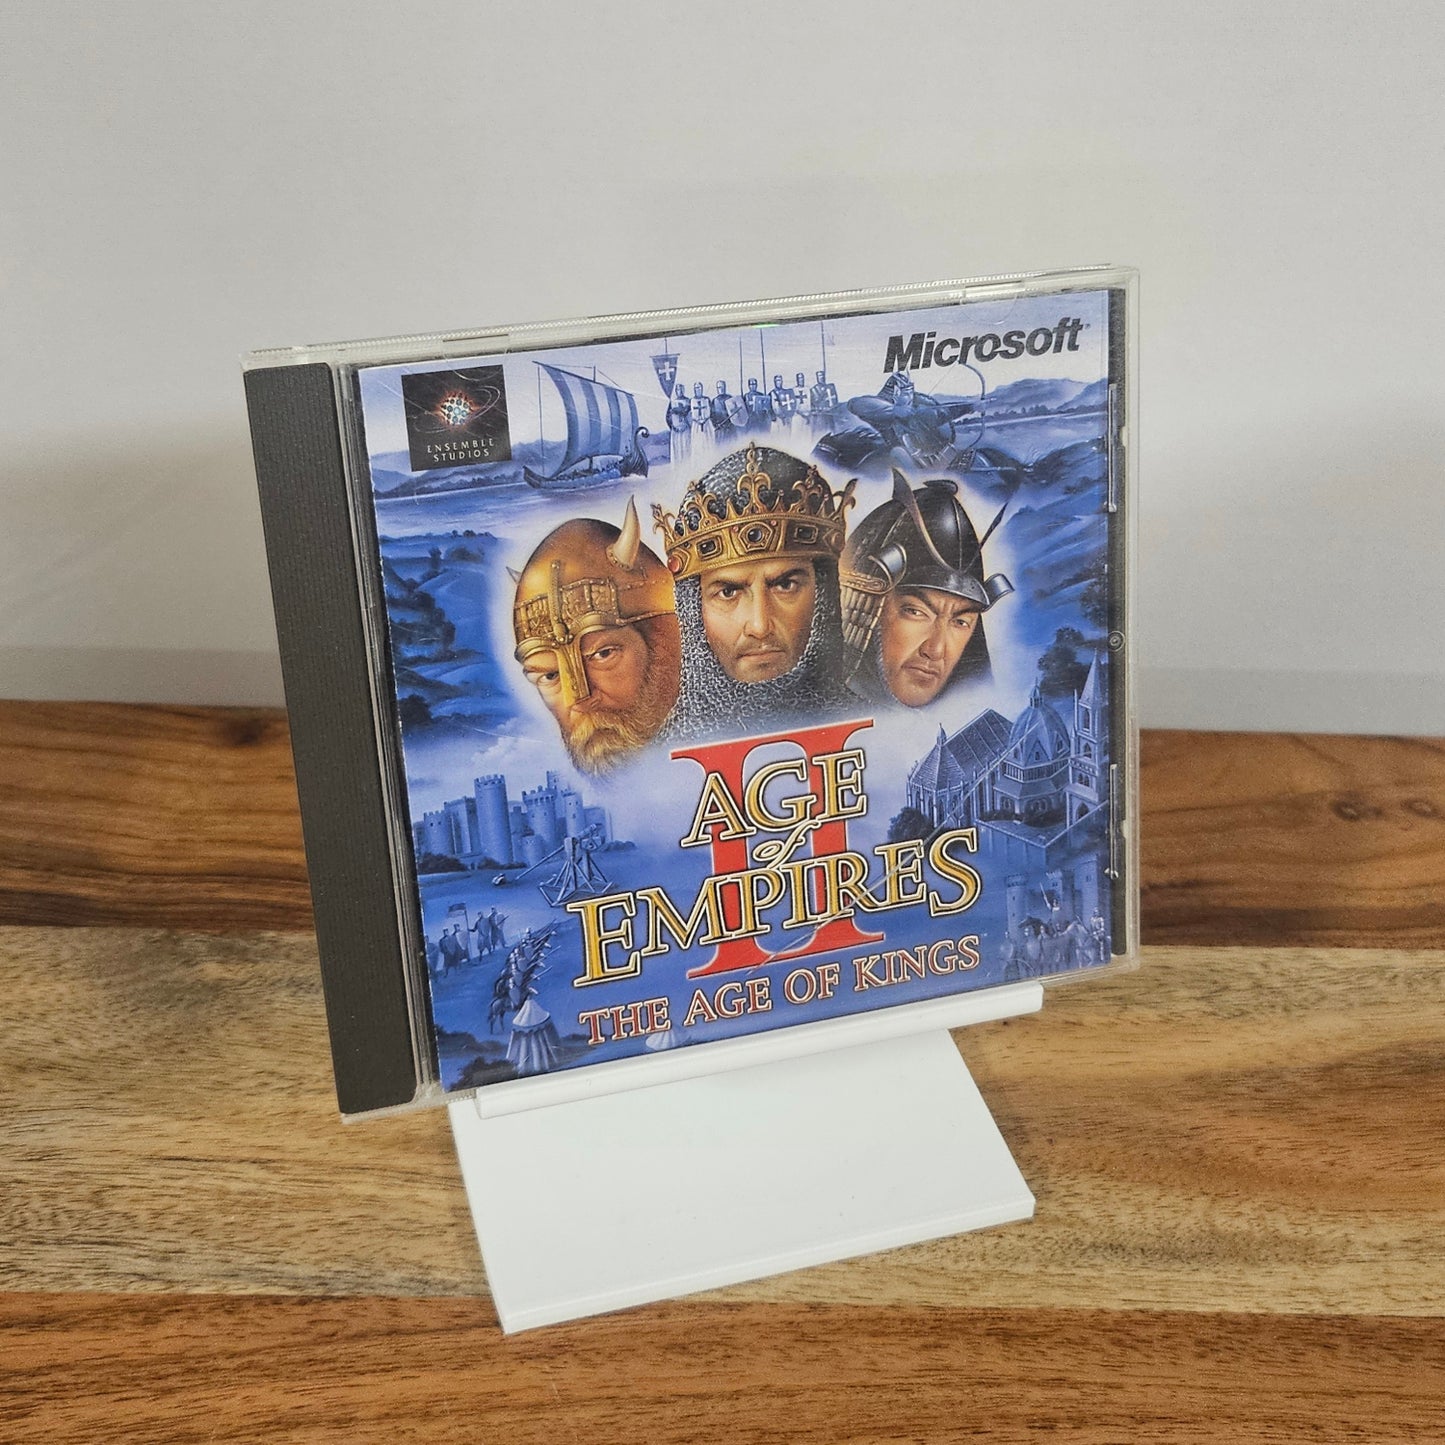 Microsoft
ENSEMBLE
STUDIOS
II
AGE
of
EMPIRES
THE AGE OF KINGS